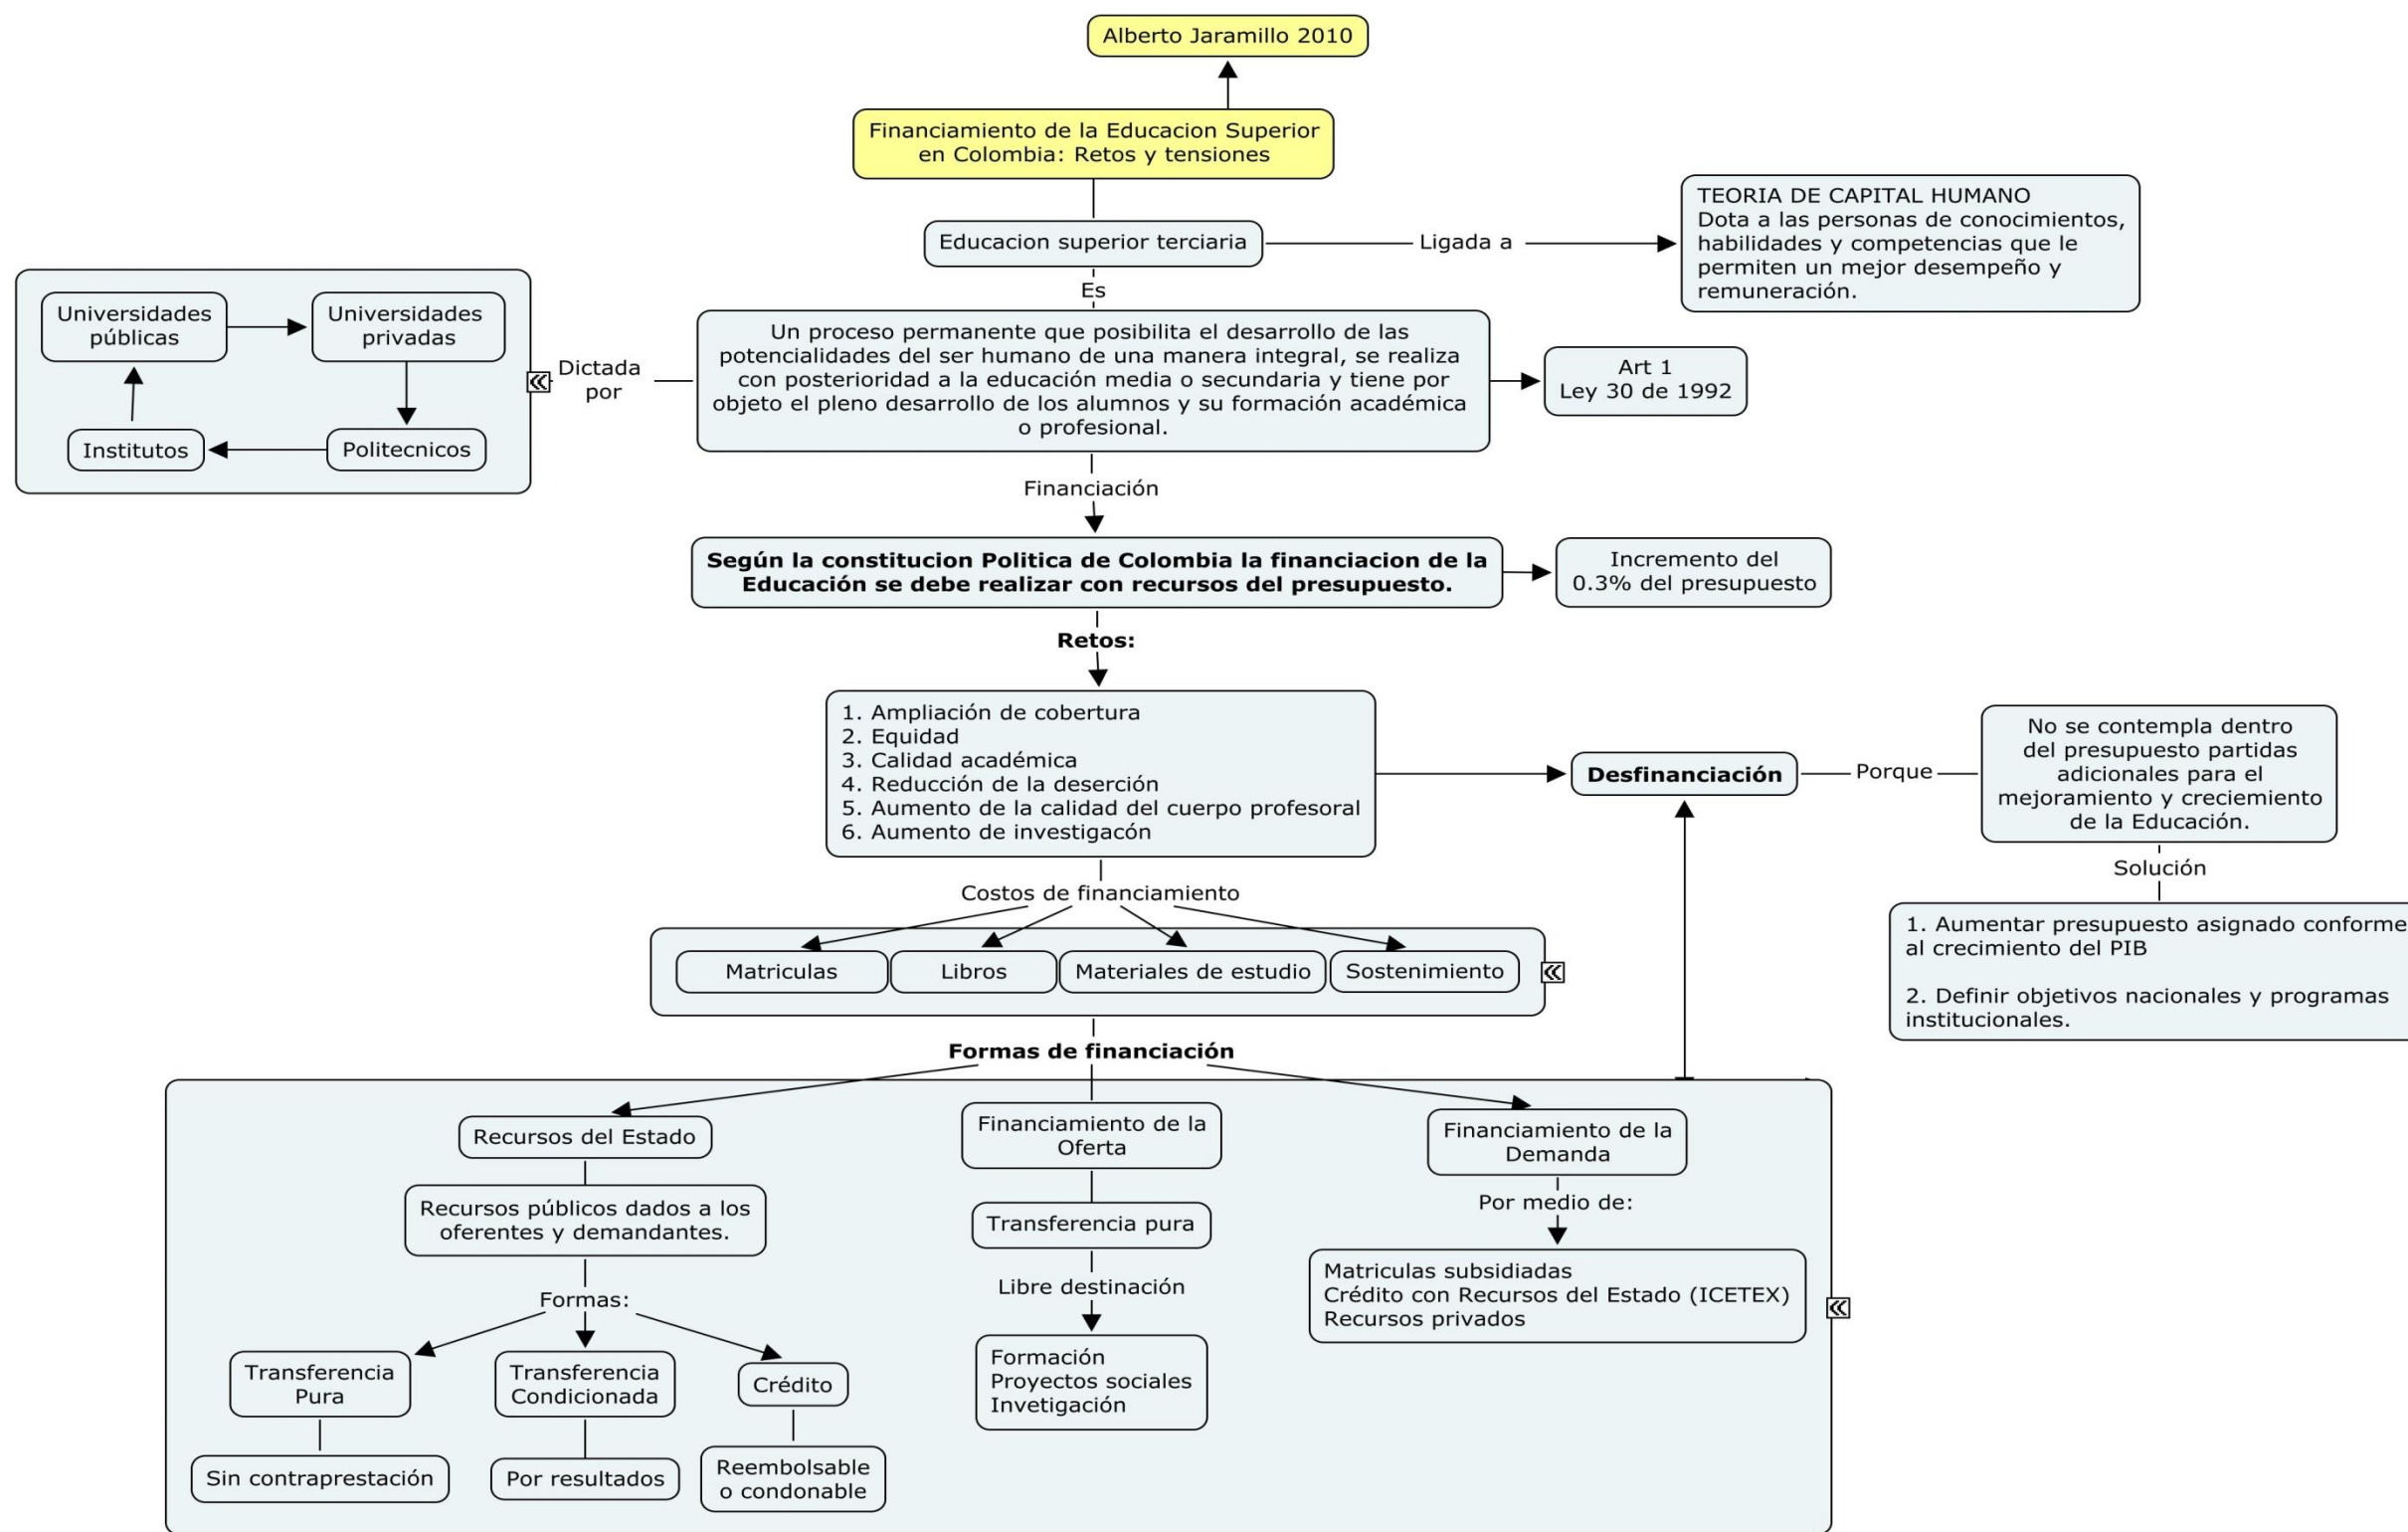 Alberto Jaramillo 2010
Financiamiento de la Educacion Superior
en Colombia: Retos y tensiones
Educacion superior terciaria
Ligada a
TEORIA DE CAPITAL HUMANO
Dota a las personas de conocimientos,
habilidades y competencias que le
permiten un mejor desempeño y
remuneración.
Es
Un proceso permanente que posibilita el desarrollo de las
potencialidades del ser humano de una manera integral, se realiza
con posterioridad a la educación media o secundaria y tiene por
objeto el pleno desarrollo de los alumnos y su formación académica
o profesional.
Art 1
Ley 30 de 1992
Dictada
por
Universidades
públicas
Universidades
privadas
Institutos
Politecnicos
Financiación
Según la constitucion Politica de Colombia la financiacion de la
Educación se debe realizar con recursos del presupuesto.
Incremento del
0.3% del presupuesto
Retos:
1. Ampliación de cobertura
2. Equidad
3. Calidad académica
4. Reducción de la deserción
5. Aumento de la calidad del cuerpo profesoral
6. Aumento de investigacón
Desfinanciación
Porque
No se contempla dentro
del presupuesto partidas
adicionales para el
mejoramiento y creciemiento
de la Educación.
Solución
1. Aumentar presupuesto asignado conforme
al crecimiento del PIB
2. Definir objetivos nacionales y programas
institucionales.
Costos de financiamiento
Matriculas
Libros
Materiales de estudio
Sostenimiento
Formas de financiación
Recursos del Estado
Recursos públicos dados a los
oferentes y demandantes.
Formas:
Transferencia
Pura
Sin contraprestación
Transferencia
Condicionada
Por resultados
Crédito
Reembolsable
o condonable
Financiamiento de la
Oferta
Transferencia pura
Libre destinación
Formación
Proyectos sociales
Invetigación
Financiamiento de la
Demanda
Por medio de:
Matriculas subsidiadas
Crédito con Recursos del Estado (ICETEX)
Recursos privados